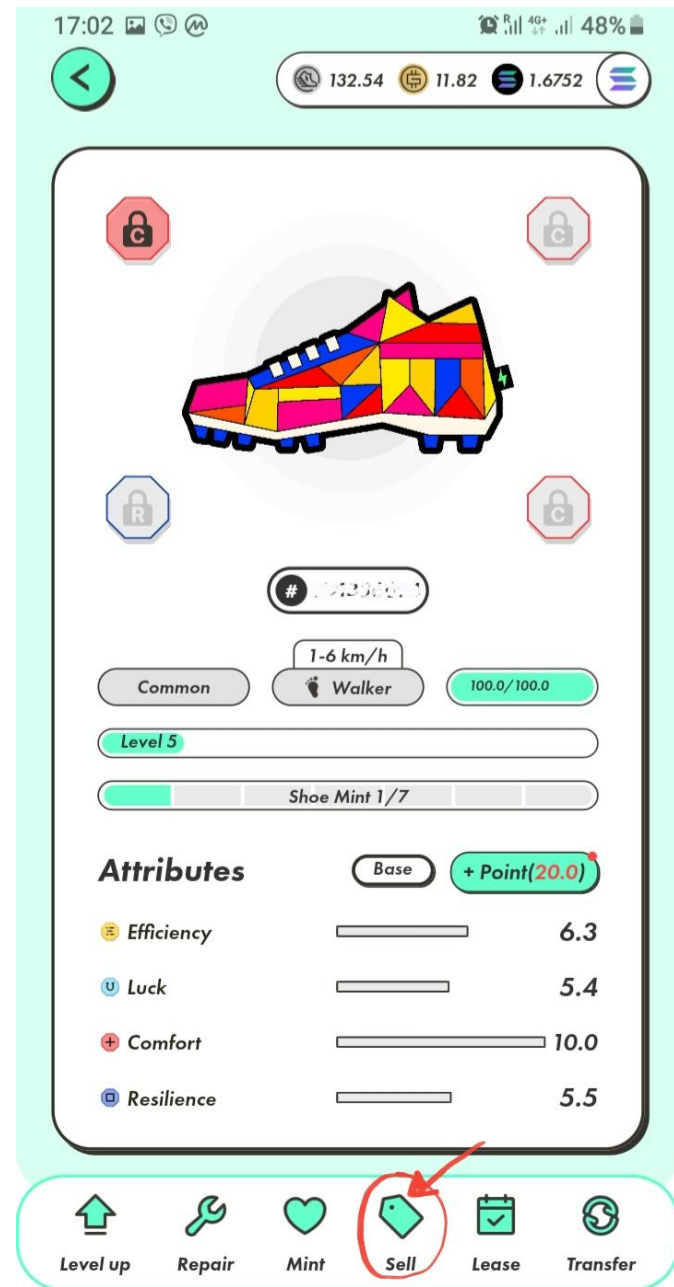 17:02 R 4G+ 48%
132.54 11.82 1.6752
C C
R C
#
1-6 km/h
Common Walker 100.0/100.0
Level 5
Shoe Mint 1/7
Attributes Base + Point(20.0)
Efficiency 6.3
Luck 5.4
Comfort 10.0
Resilience 5.5
Level up Repair Mint Sell Lease Transfer